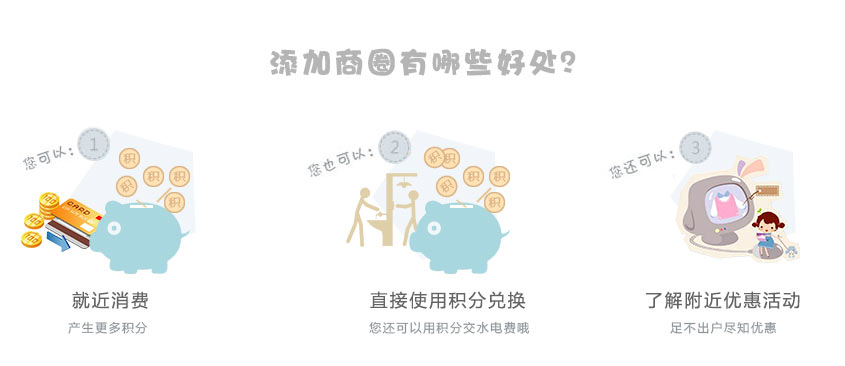 添加商圈有哪些好处?
您可以: 1
积
积 积 积
积
CARD
您也可以: 2
积 积
积 积 积
积
您还可以: 3
就近消费
产生更多积分
直接使用积分兑换
您还可以用积分交水电费哦
了解附近优惠活动
足不出户尽知优惠